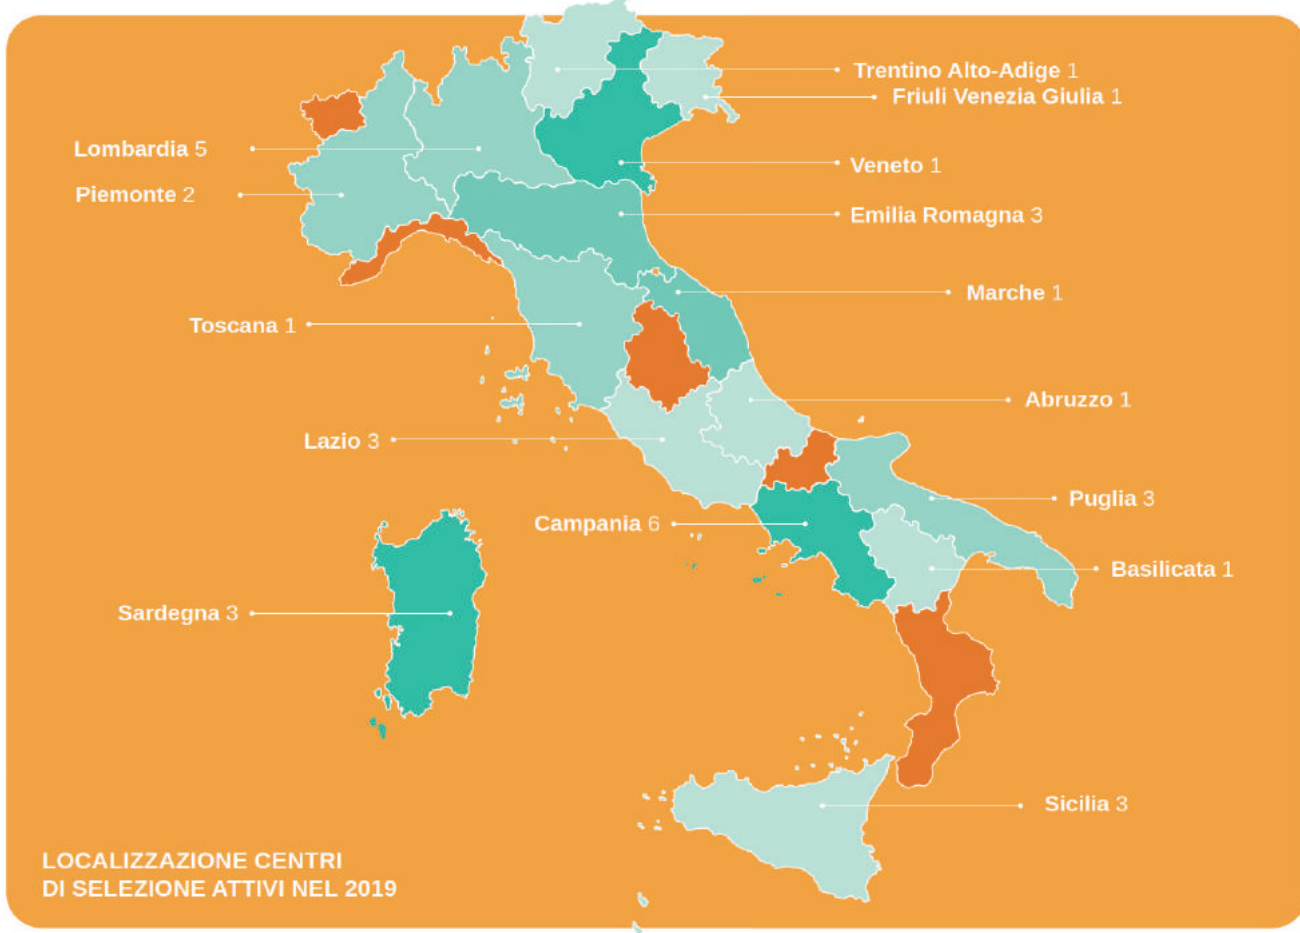 Trentino Alto-Adige 1
Friuli Venezia Giulia 1
Lombardia 5
Veneto 1
Piemonte 2
Emilia Romagna 3
Marche 1
Toscana 1
Abruzzo 1
Lazio 3
Puglia 3
Campania 6
Basilicata 1
Sardegna 3
Sicilia 3
LOCALIZZAZIONE CENTRI
DI SELEZIONE ATTIVI NEL 2019